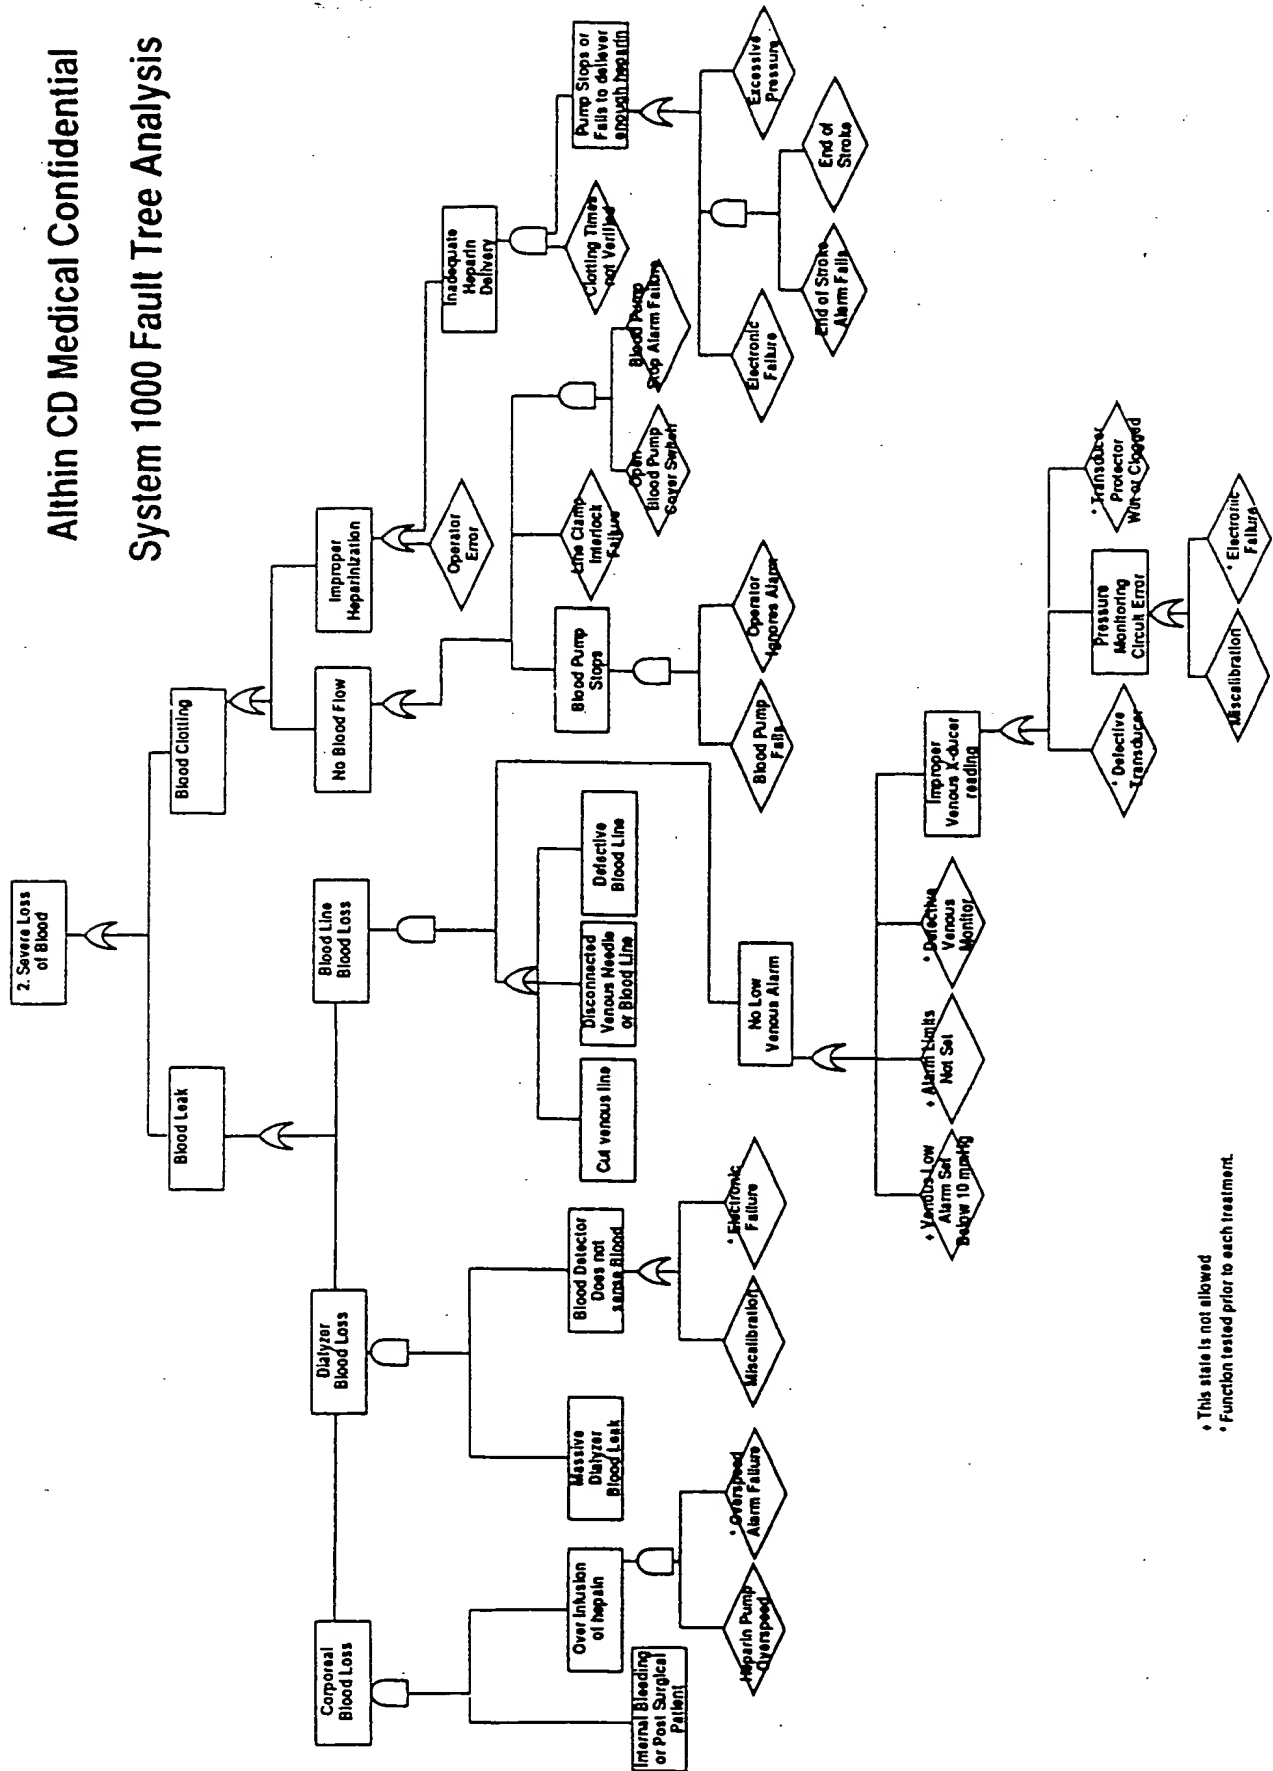 Althin CD Medical Confidential
System 1000 Fault Tree Analysis
2. Severe Loss
of Blood
Blood Leak
Blood Clotting
Corporeal
Blood Loss
Dialyzer
Blood Loss
Blood Line
Blood Loss
No Blood Flow
Improper
Heparinization
Operator
Error
Inadequate
Heparin
Delivery
Clotting Times
not Verified
Pump Stops or
Fails to deliever
enough heparin
Internal Bleeding
or Post Surgical
Patient
Over Infusion
of hepain
Massive
Dialyzer
Blood Leak
Blood Detector
Does not
sense Blood
Cut venous line
Disconnected
Venous Needle
or Blood Line
Defective
Blood Line
Blood Pump
Stops
Line Clamp
Interlock
Failure
Open
Blood Pump
Cover Switch
Blood Pump
Stop Alarm Failure
Heparin Pump
Overspeed
* Overspeed
Alarm Failure
Miscalibration
* Electronic
Failure
No Low
Venous Alarm
Blood Pump
Fails
Operator
Ignores Alarm
Electronic
Failure
End of Stroke
Alarm Fails
End of
Stroke
Excessive
Pressure
+ Venous Low
Alarm Set
Below 10 mmHg
+ Alarm Limits
Not Set
* Defective
Venous
Monitor
Improper
Venous X-ducer
reading
* Defective
Transducer
Pressure
Monitoring
Circuit Error
* Transducer
Protector
Wet or Clogged
Miscalibration
* Electronic
Failure
+ This state is not allowed
* Function tested prior to each treatment.